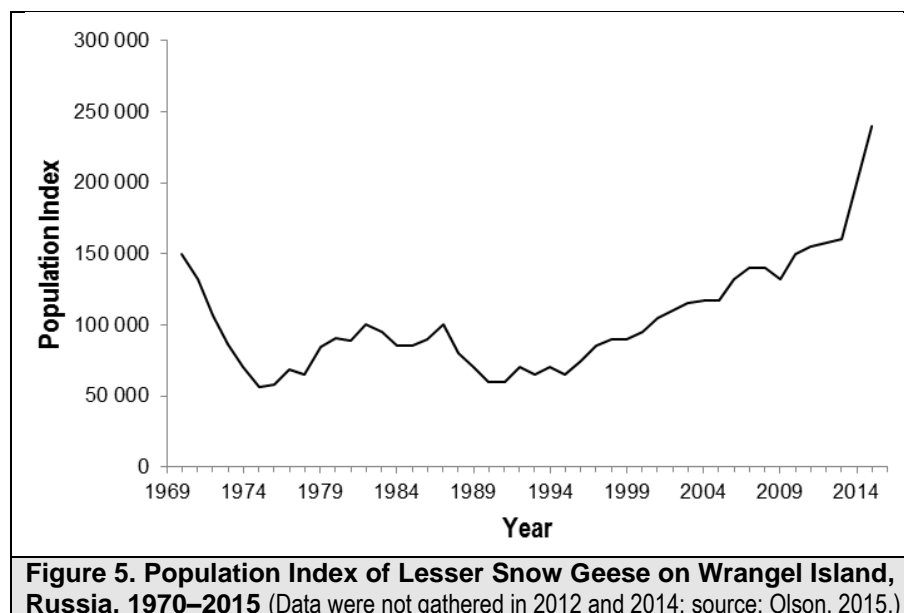 300 000
250 000
200 000
150 000
100 000
50 000
0
Population Index
1969 1974 1979 1984 1989 1994 1999 2004 2009 2014
Year
Figure 5. Population Index of Lesser Snow Geese on Wrangel Island,
Russia, 1970–2015 (Data were not gathered in 2012 and 2014; source: Olson, 2015.)